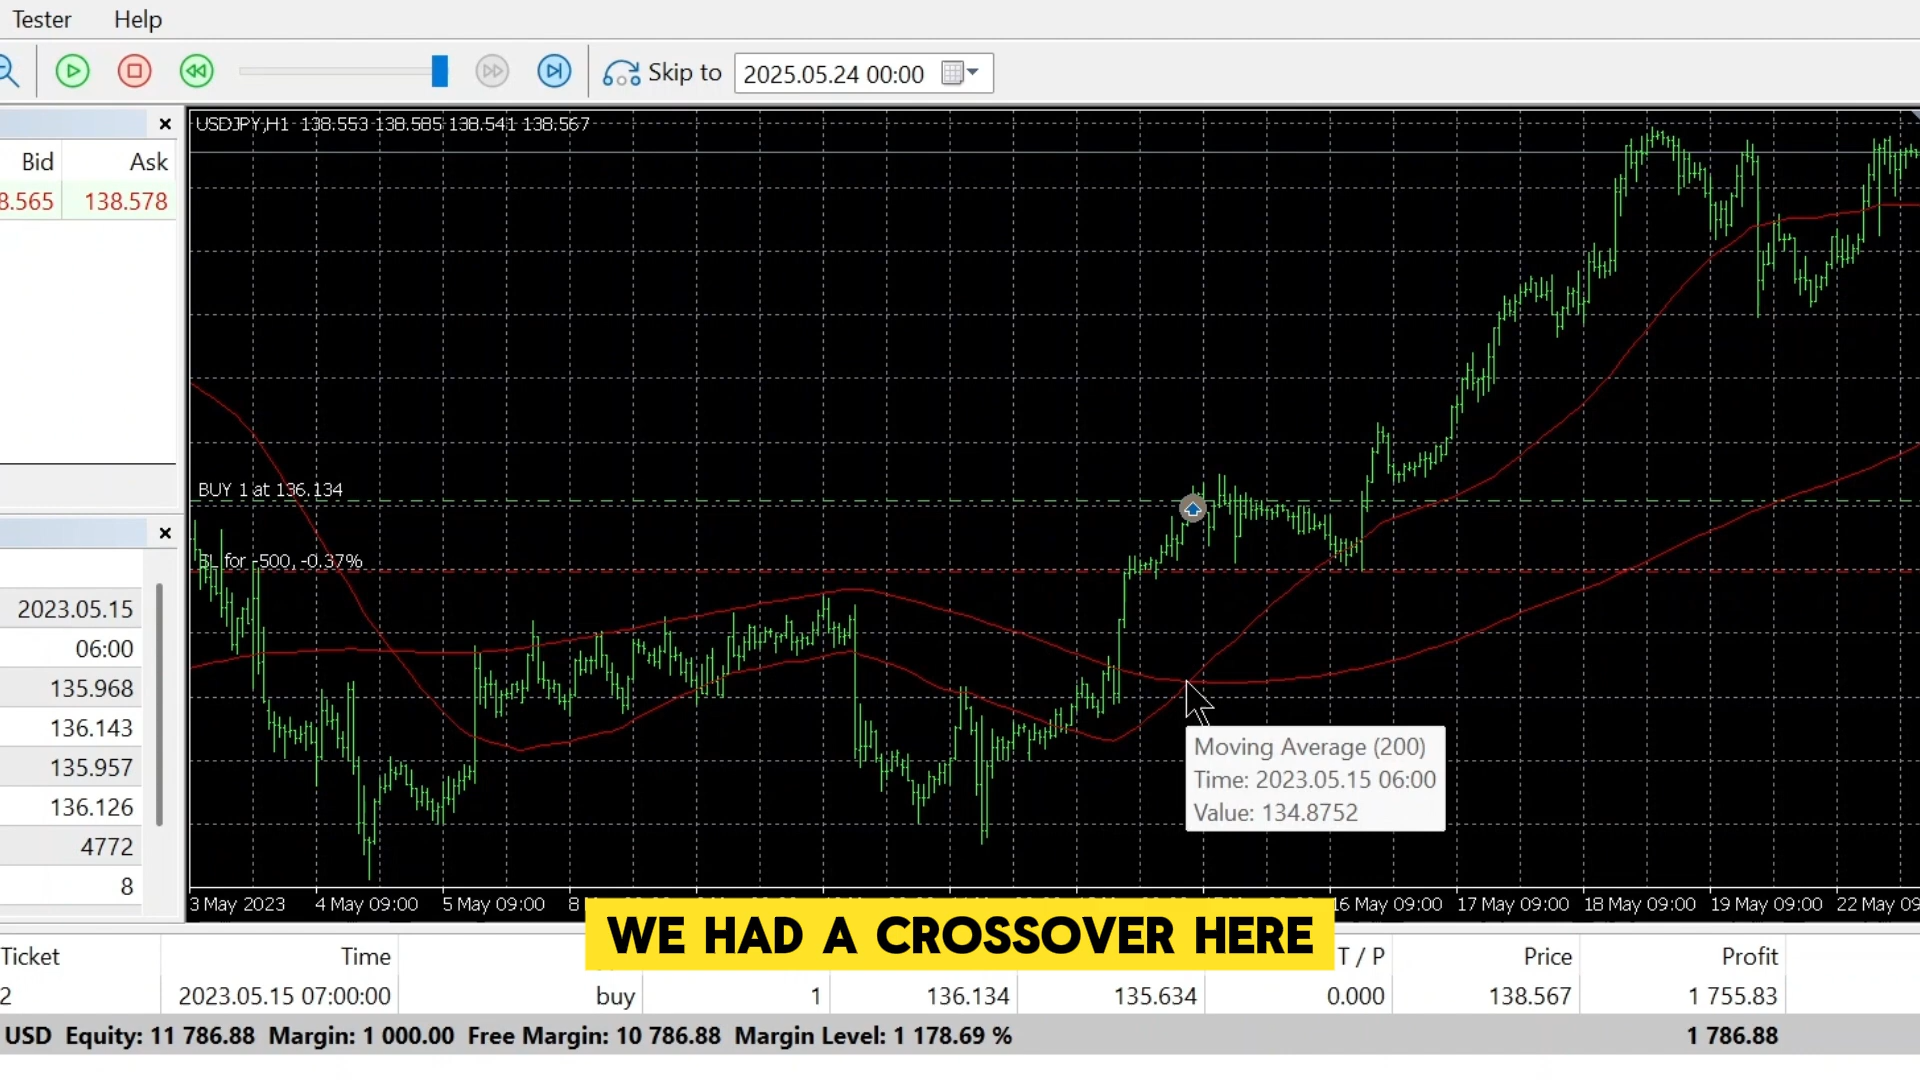 Tester Help
Skip to 2025.05.24 00:00
USDJPY,H1 138.553 138.585 138.541 138.567
Bid Ask
8.565 138.578
BUY 1 at 136.134
SL for -500, -0.37%
2023.05.15
06:00
135.968
136.143
135.957
136.126
4772
8
Moving Average (200)
Time: 2023.05.15 06:00
Value: 134.8752
3 May 2023 4 May 09:00 5 May 09:00 8 16 May 09:00 17 May 09:00 18 May 09:00 19 May 09:00 22 May 09
WE HAD A CROSSOVER HERE
Ticket Time T / P Price Profit
2 2023.05.15 07:00:00 buy 1 136.134 135.634 0.000 138.567 1 755.83
USD Equity: 11 786.88 Margin: 1 000.00 Free Margin: 10 786.88 Margin Level: 1 178.69 % 1 786.88